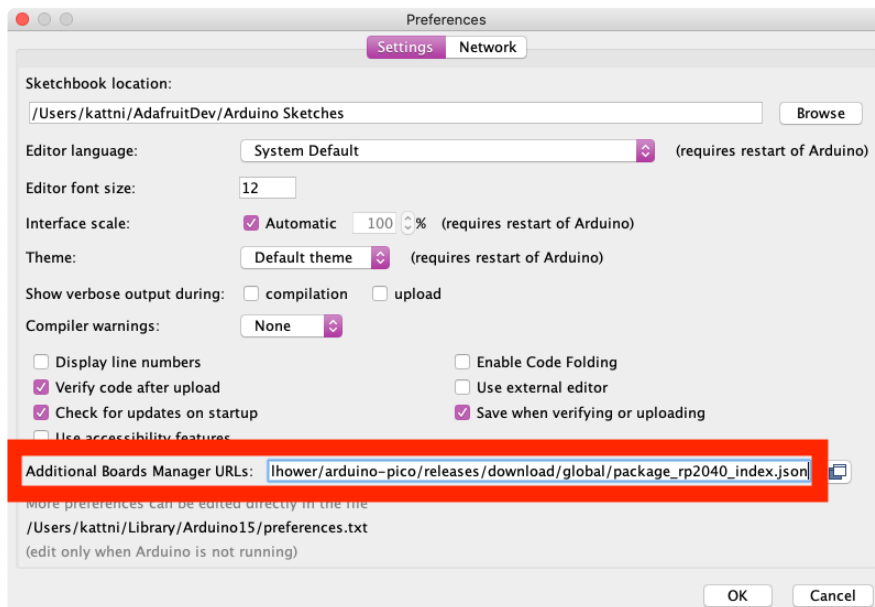 Preferences
Settings Network
Sketchbook location:
/Users/kattni/AdafruitDev/Arduino Sketches Browse
Editor language: System Default (requires restart of Arduino)
Editor font size: 12
Interface scale: Automatic 100 % (requires restart of Arduino)
Theme: Default theme (requires restart of Arduino)
Show verbose output during: compilation upload
Compiler warnings: None
Display line numbers Enable Code Folding
Verify code after upload Use external editor
Check for updates on startup Save when verifying or uploading
Use accessibility features
Additional Boards Manager URLs: lhower/arduino-pico/releases/download/global/package_rp2040_index.json
More preferences can be edited directly in the file
/Users/kattni/Library/Arduino15/preferences.txt
(edit only when Arduino is not running)
OK Cancel